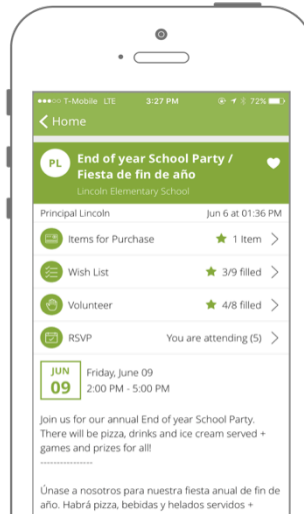 T-Mobile LTE 3:27 PM 72%
Home
PL
End of year School Party /
Fiesta de fin de año
Lincoln Elementary School
Principal Lincoln Jun 6 at 01:36 PM
Items for Purchase 1 Item
Wish List 3/9 filled
Volunteer 4/8 filled
RSVP You are attending (5)
JUN
09
Friday, June 09
2:00 PM - 5:00 PM
Join us for our annual End of year School Party.
There will be pizza, drinks and ice cream served +
games and prizes for all!
----------------
Únase a nosotros para nuestra fiesta anual de fin de
año. Habrá pizza, bebidas y helados servidos +